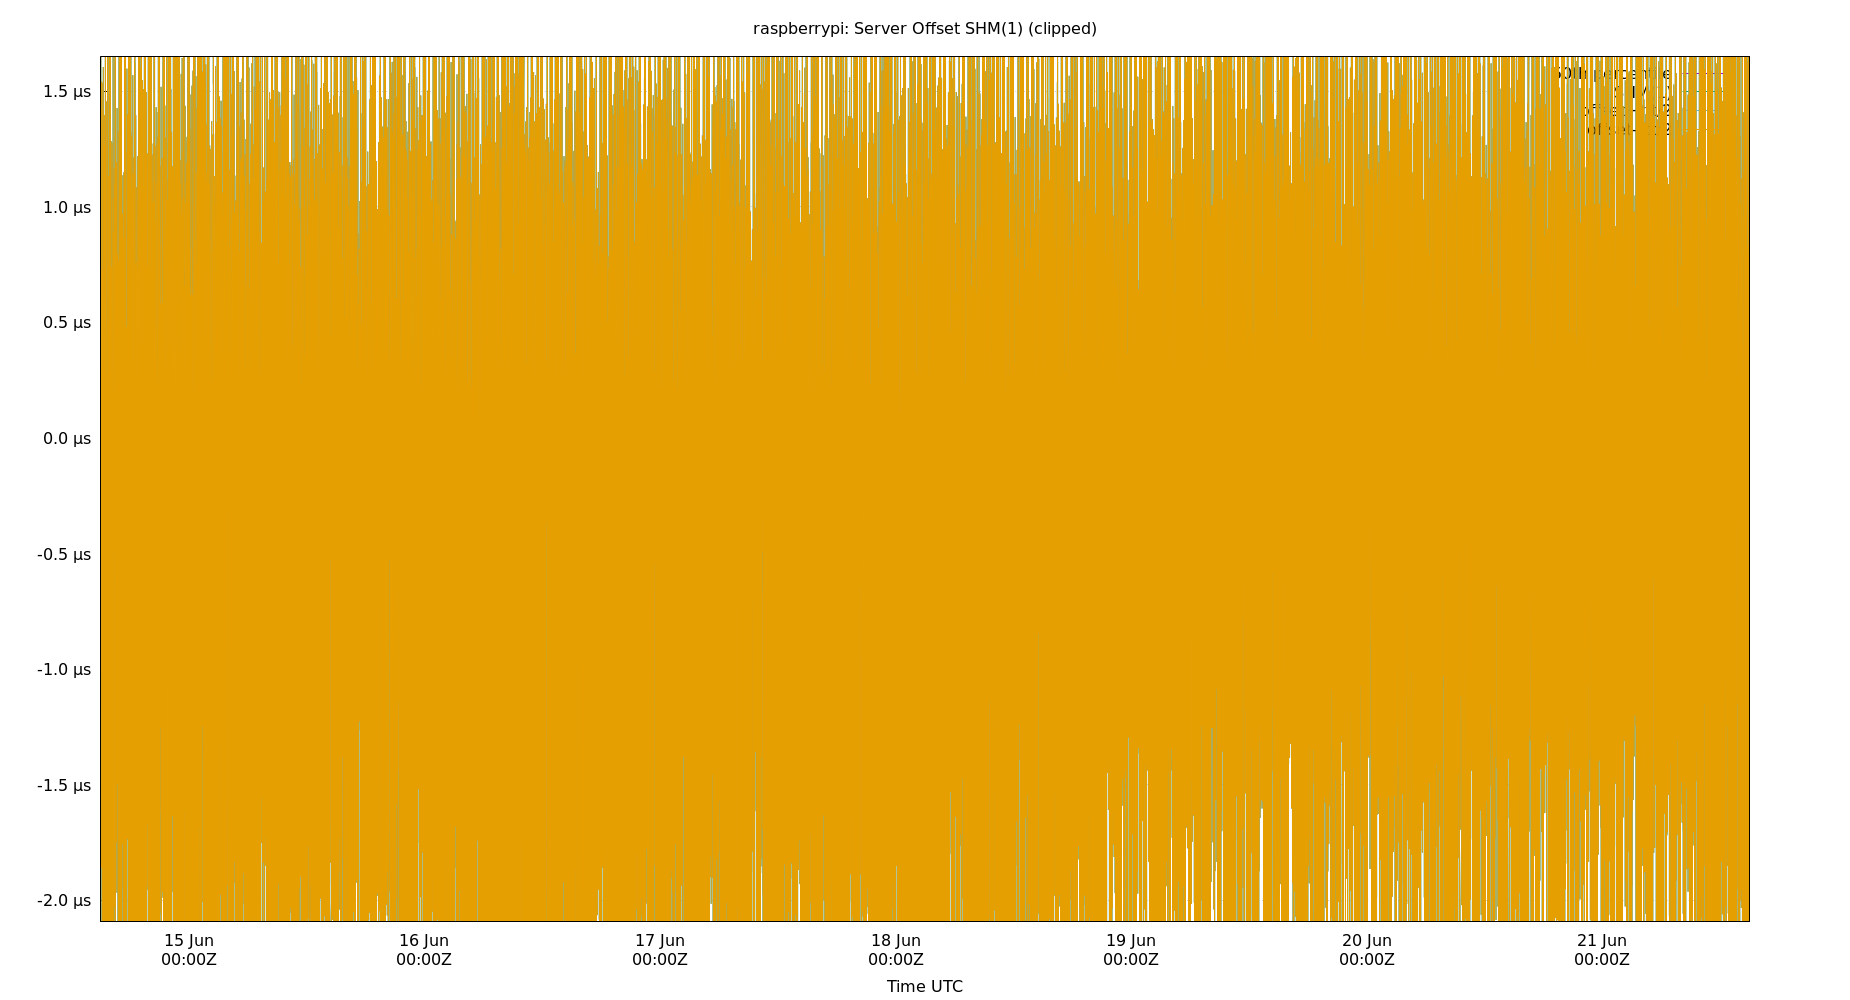 raspberrypi: Server Offset SHM(1) (clipped)
1.5 µs
1.0 µs
0.5 µs
0.0 µs
-0.5 µs
-1.0 µs
-1.5 µs
-2.0 µs
15 Jun 16 Jun 17 Jun 18 Jun 19 Jun 20 Jun 21 Jun
00:00Z 00:00Z 00:00Z 00:00Z 00:00Z 00:00Z 00:00Z
Time UTC